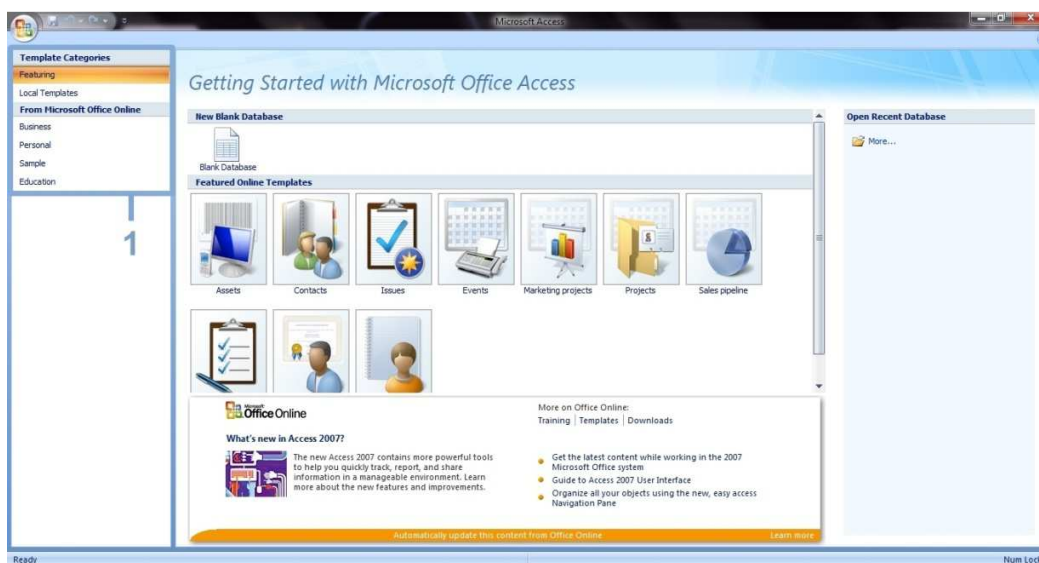 Microsoft Access
Template Categories
Featuring
Local Templates
From Microsoft Office Online
Business
Personal
Sample
Education
1
Getting Started with Microsoft Office Access
New Blank Database
Blank Database
Featured Online Templates
Assets
Contacts
Issues
Events
Marketing projects
Projects
Sales pipeline
Microsoft
Office Online
What's new in Access 2007?
The new Access 2007 contains more powerful tools
to help you quickly track, report, and share
information in a manageable environment. Learn
more about the new features and improvements.
More on Office Online:
Training | Templates | Downloads
Get the latest content while working in the 2007
Microsoft Office system
Guide to Access 2007 User Interface
Organize all your objects using the new, easy access
Navigation Pane
Automatically update this content from Office Online
Learn more
Open Recent Database
More...
Ready
Num Lock